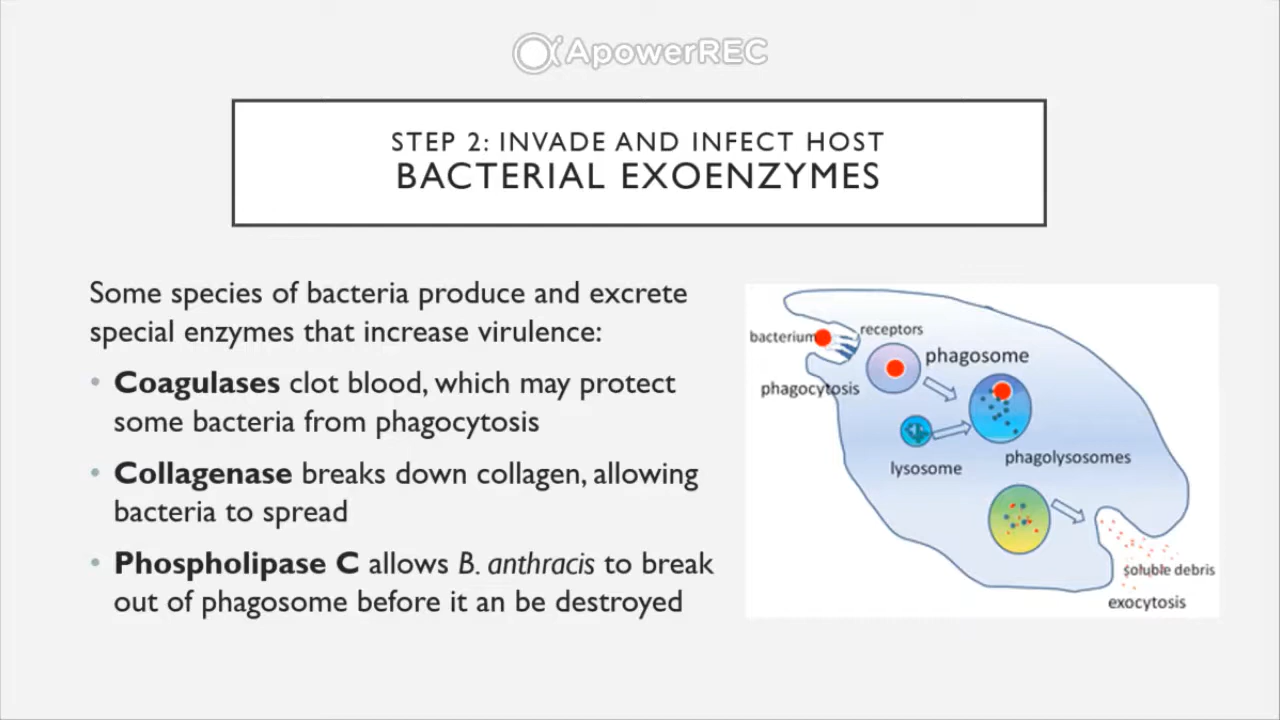 ApowerREC
STEP 2: INVADE AND INFECT HOST
BACTERIAL EXOENZYMES
Some species of bacteria produce and excrete
special enzymes that increase virulence:
• Coagulases clot blood, which may protect
some bacteria from phagocytosis
• Collagenase breaks down collagen, allowing
bacteria to spread
• Phospholipase C allows B. anthracis to break
out of phagosome before it an be destroyed
bacterium
receptors
phagosome
phagocytosis
lysosome
phagolysosomes
soluble debris
exocytosis